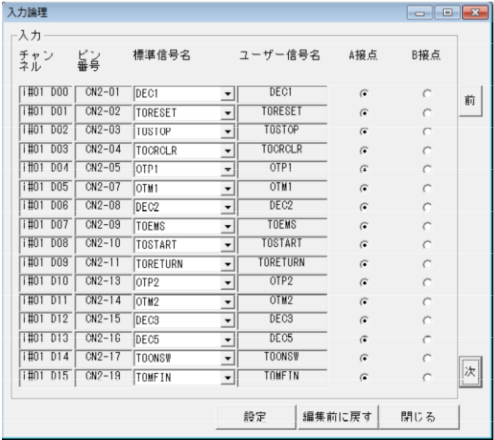 入力論理
入力
チャンネル ピン番号 標準信号名 ユーザー信号名 A接点 B接点
i#01 D00 CN2-01 DEC1 DEC1
前
i#01 D01 CN2-02 TORESET TORESET
i#01 D02 CN2-03 TOSTOP TOSTOP
i#01 D03 CN2-04 TOCRCLR TOCRCLR
i#01 D04 CN2-05 OTP1 OTP1
i#01 D05 CN2-07 OTM1 OTM1
i#01 D06 CN2-08 DEC2 DEC2
i#01 D07 CN2-09 TOEMS TOEMS
i#01 D08 CN2-10 TOSTART TOSTART
i#01 D09 CN2-11 TORETURN TORETURN
i#01 D10 CN2-13 OTP2 OTP2
i#01 D11 CN2-14 OTM2 OTM2
i#01 D12 CN2-15 DEC3 DEC3
i#01 D13 CN2-16 DEC5 DEC5
i#01 D14 CN2-17 TOONSW TOONSW
次
i#01 D15 CN2-19 TOMFIN TOMFIN
設定 編集前に戻す 閉じる